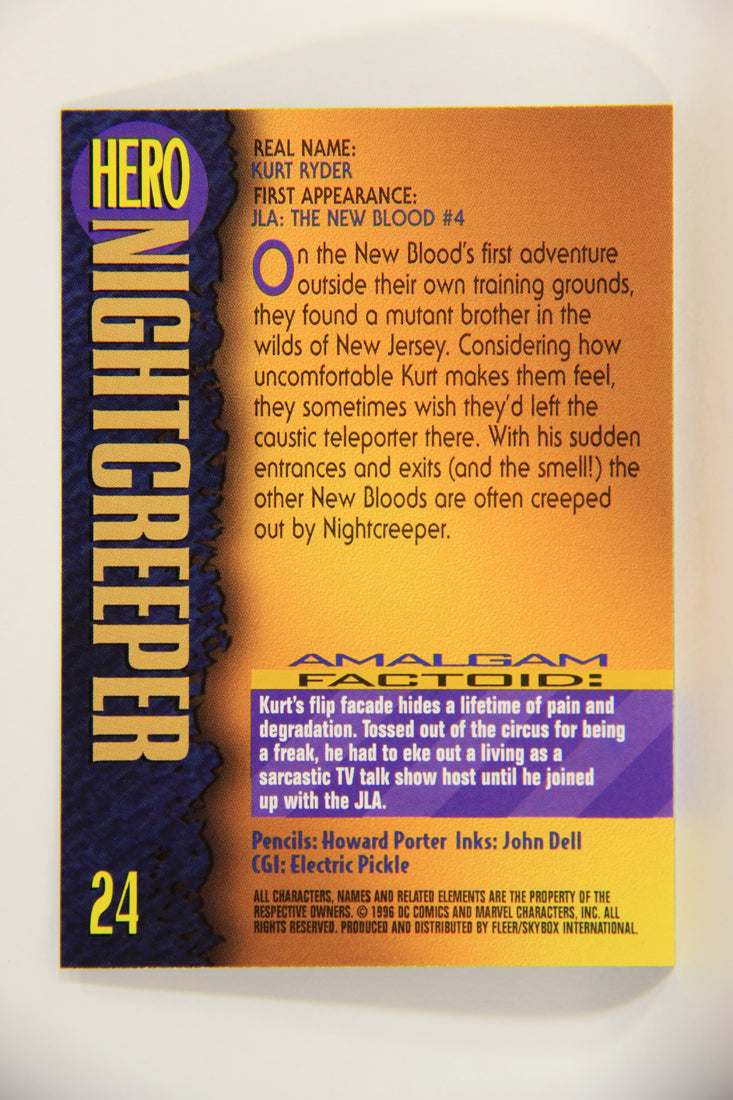 HERO
NIGHTCREEPER
24
REAL NAME:
KURT RYDER
FIRST APPEARANCE:
JLA: THE NEW BLOOD #4
On the New Blood's first adventure
outside their own training grounds,
they found a mutant brother in the
wilds of New Jersey. Considering how
uncomfortable Kurt makes them feel,
they sometimes wish they'd left the
caustic teleporter there. With his sudden
entrances and exits (and the smell!) the
other New Bloods are often creeped
out by Nightcreeper.
AMALGAM
FACTOID:
Kurt's flip facade hides a lifetime of pain and
degradation. Tossed out of the circus for being
a freak, he had to eke out a living as a
sarcastic TV talk show host until he joined
up with the JLA.
Pencils: Howard Porter Inks: John Dell
CGI: Electric Pickle
ALL CHARACTERS, NAMES AND RELATED ELEMENTS ARE THE PROPERTY OF THE
RESPECTIVE OWNERS. © 1996 DC COMICS AND MARVEL CHARACTERS, INC. ALL
RIGHTS RESERVED. PRODUCED AND DISTRIBUTED BY FLEER/SKYBOX INTERNATIONAL.